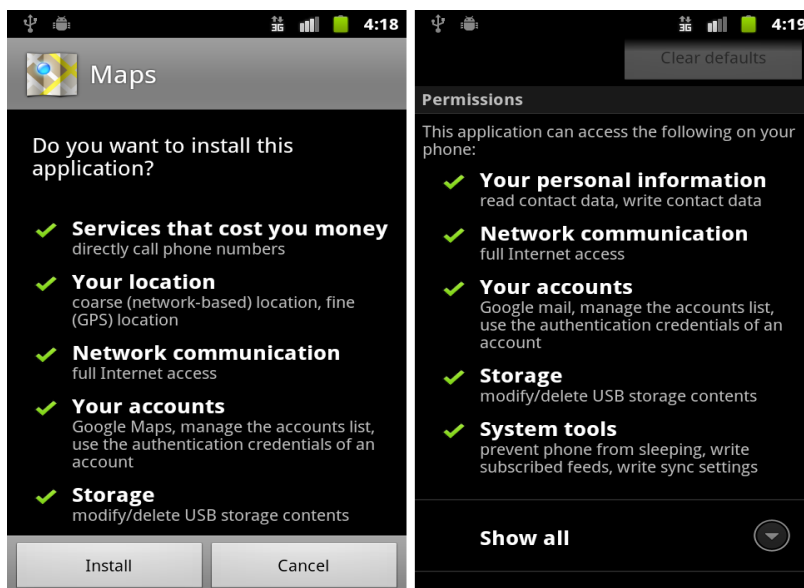 3G
4:18
Maps
Do you want to install this
application?
Services that cost you money
directly call phone numbers
Your location
coarse (network-based) location, fine
(GPS) location
Network communication
full Internet access
Your accounts
Google Maps, manage the accounts list,
use the authentication credentials of an
account
Storage
modify/delete USB storage contents
Install
Cancel
3G
4:19
Clear defaults
Permissions
This application can access the following on your
phone:
Your personal information
read contact data, write contact data
Network communication
full Internet access
Your accounts
Google mail, manage the accounts list,
use the authentication credentials of an
account
Storage
modify/delete USB storage contents
System tools
prevent phone from sleeping, write
subscribed feeds, write sync settings
Show all